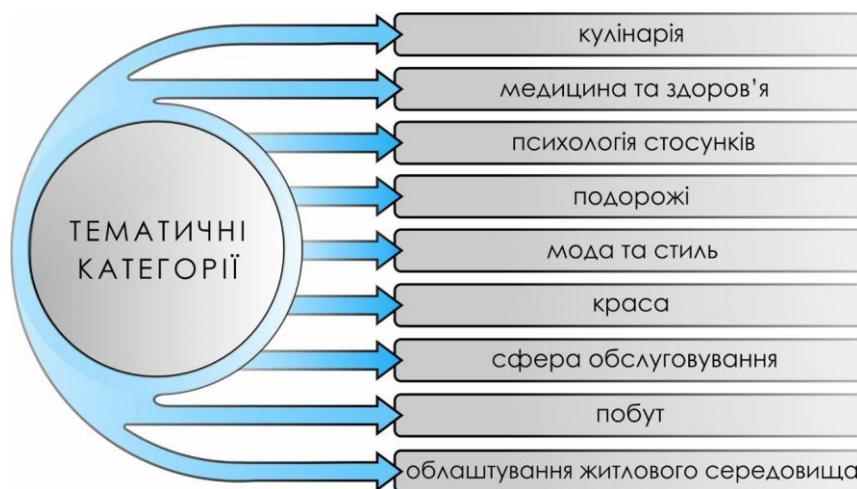 ТЕМАТИЧНІ
КАТЕГОРІЇ
кулінарія
медицина та здоров’я
психологія стосунків
подорожі
мода та стиль
краса
сфера обслуговування
побут
облаштування житлового середовища